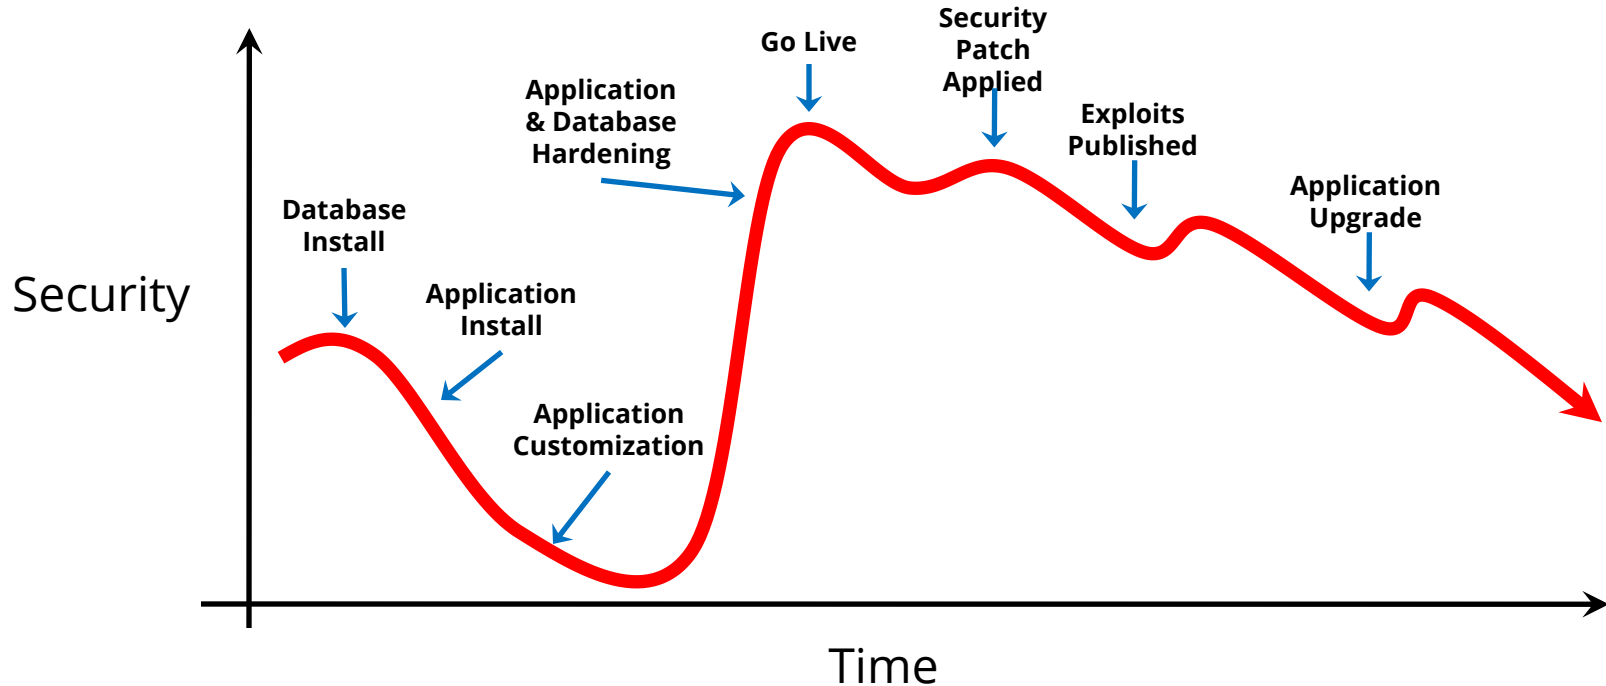 Security
Patch
Applied
Go Live
Application
& Database
Hardening
Exploits
Published
Application
Upgrade
Database
Install
Application
Install
Security
Application
Customization
Time